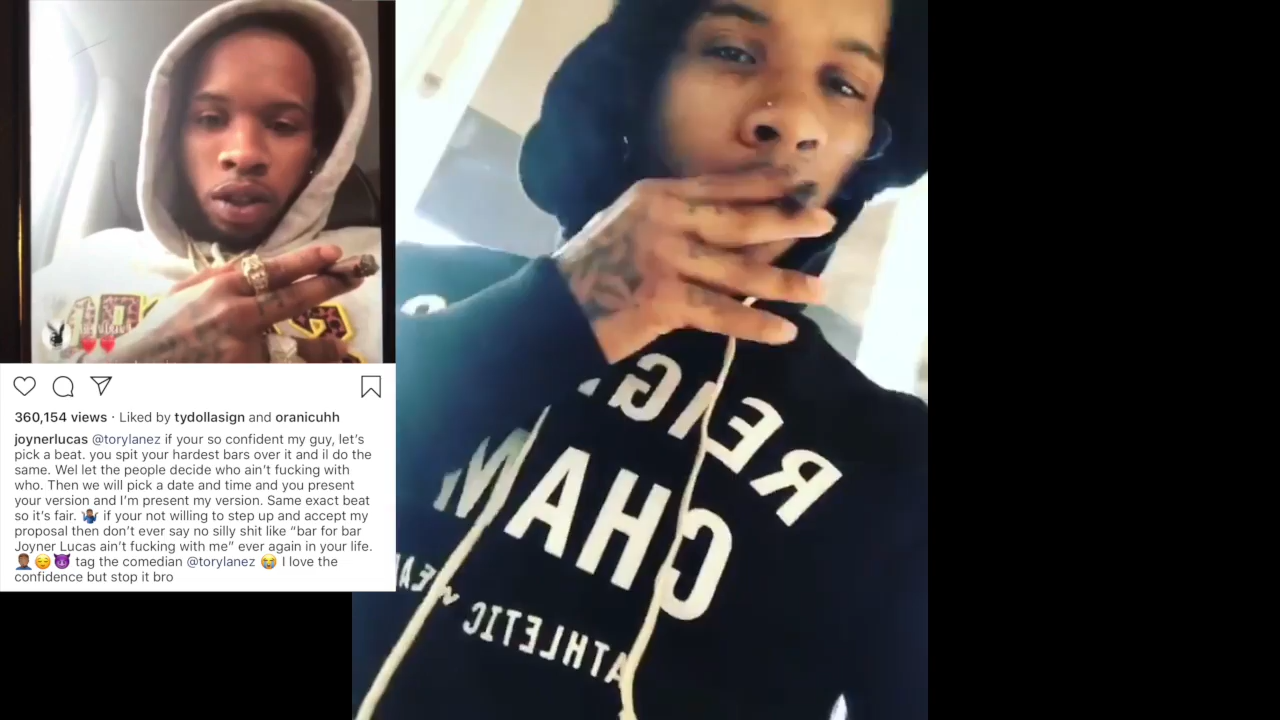 360,154 views · Liked by tydollasign and oranicuhh
joynerlucas @torylanez if your so confident my guy, let's
pick a beat. you spit your hardest bars over it and il do the
same. Wel let the people decide who ain't fucking with
who. Then we will pick a date and time and you present
your version and I'm present my version. Same exact beat
so it's fair. 🤷🏾‍♂️ if your not willing to step up and accept my
proposal then don't ever say no silly shit like “bar for bar
Joyner Lucas ain't fucking with me” ever again in your life.
🤦🏽‍♂️😌😈 tag the comedian @torylanez 😭 I love the
confidence but stop it bro
REIG
CHAM
ATHLETIC